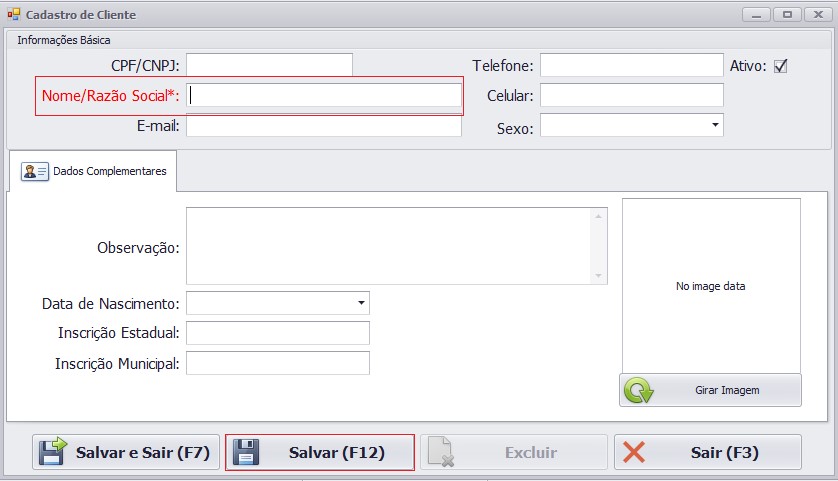 Cadastro de Cliente
Informações Básica
CPF/CNPJ:
Telefone:
Ativo:
Nome/Razão Social*:
Celular:
E-mail:
Sexo:
Dados Complementares
Observação:
No image data
Data de Nascimento:
Inscrição Estadual:
Inscrição Municipal:
Girar Imagem
Salvar e Sair (F7)
Salvar (F12)
Excluir
Sair (F3)